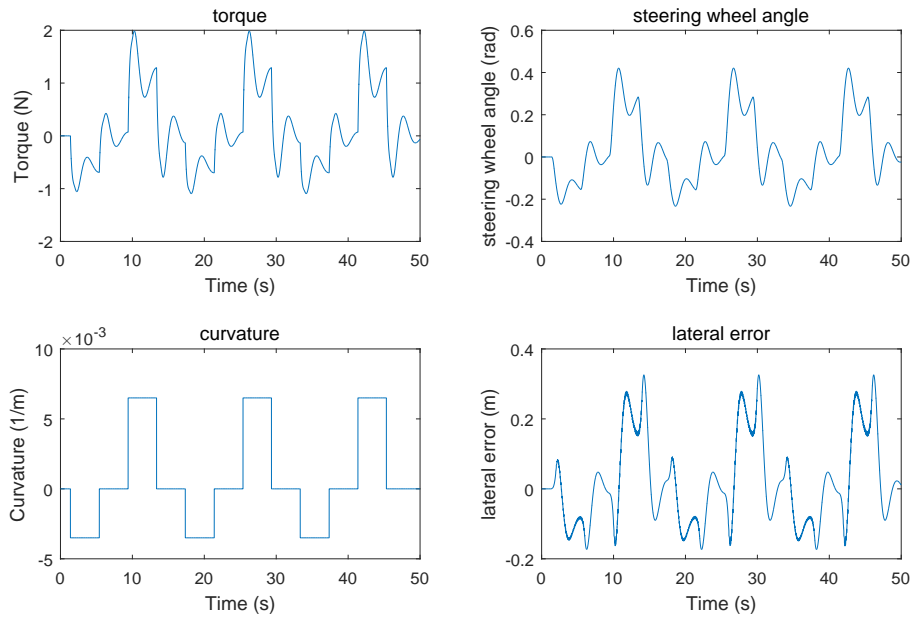 torque
2
1
0
-1
-2
Torque (N)
0 10 20 30 40 50
Time (s)
steering wheel angle
0.6
0.4
0.2
0
-0.2
-0.4
steering wheel angle (rad)
0 10 20 30 40 50
Time (s)
curvature
×10⁻³
10
5
0
-5
Curvature (1/m)
0 10 20 30 40 50
Time (s)
lateral error
0.4
0.2
0
-0.2
lateral error (m)
0 10 20 30 40 50
Time (s)